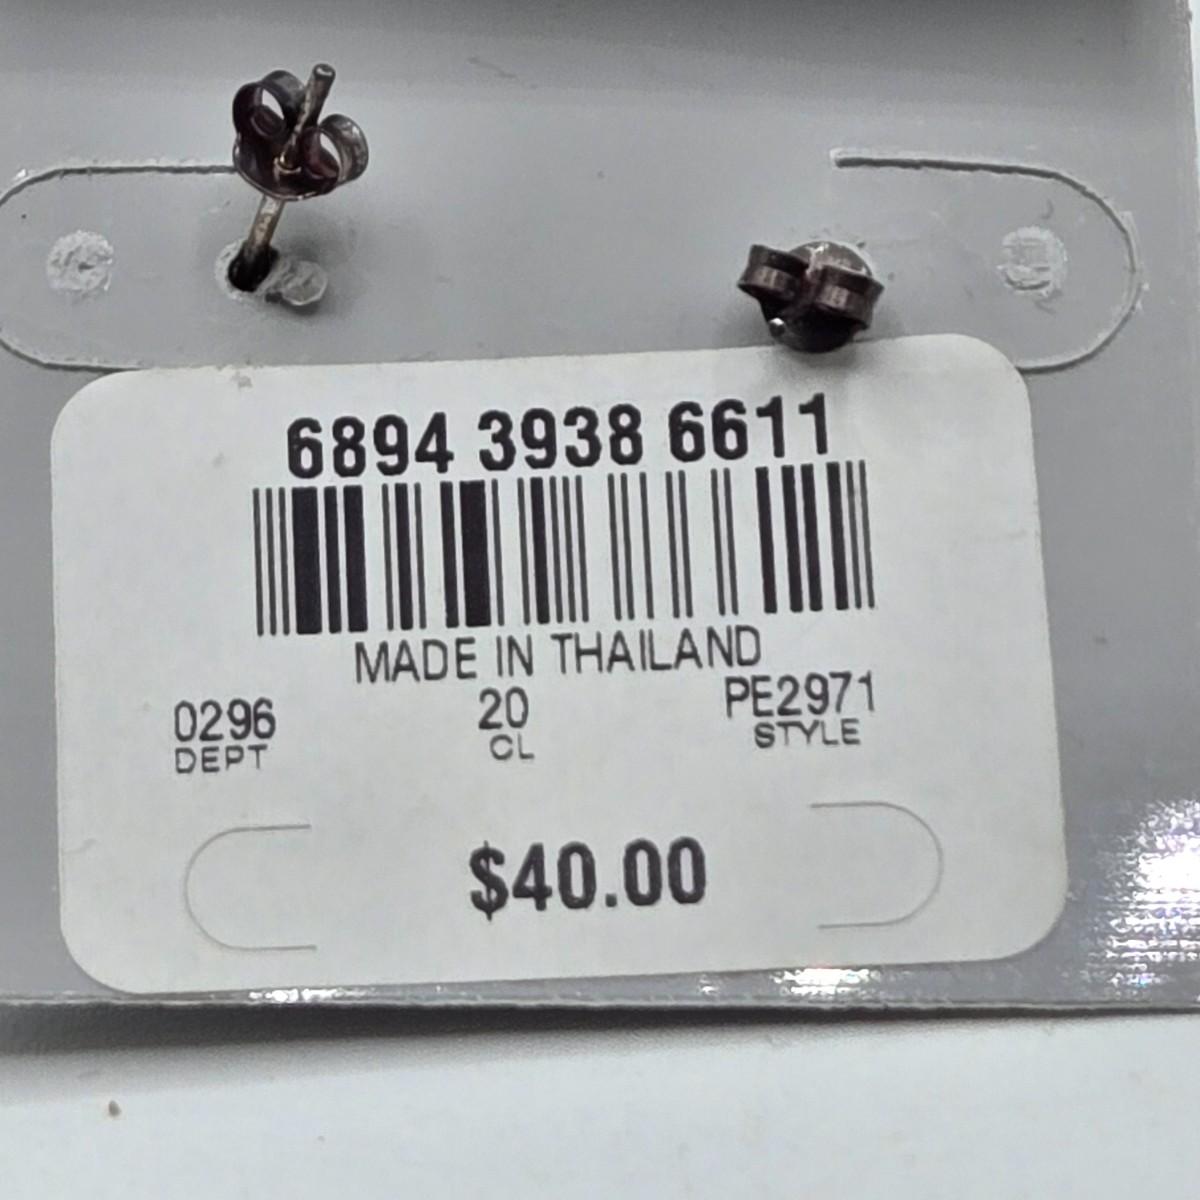 6894 3938 6611
MADE IN THAILAND
0296 20 PE2971
DEPT CL STYLE
$40.00